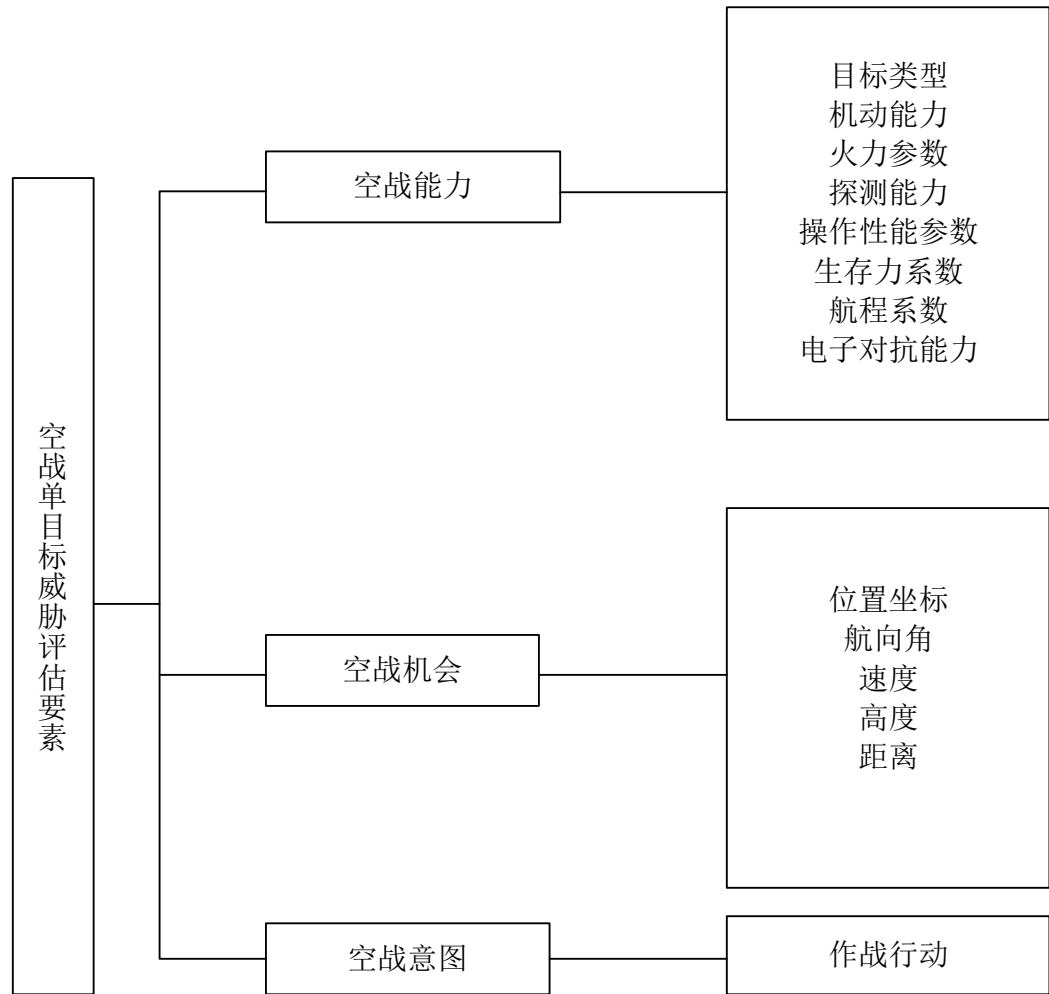 空战单目标威胁评估要素
空战能力
目标类型
机动能力
火力参数
探测能力
操作性能参数
生存力系数
航程系数
电子对抗能力
空战机会
位置坐标
航向角
速度
高度
距离
空战意图
作战行动